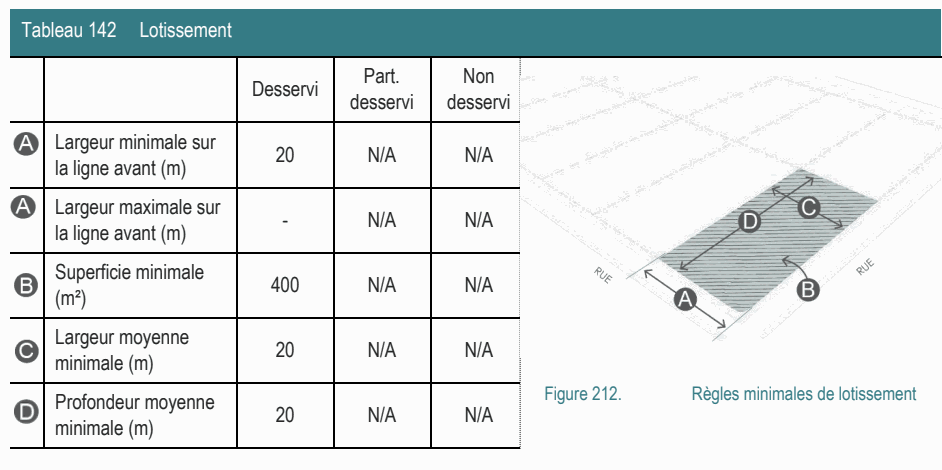 Tableau 142 Lotissement
Desservi
Part.
desservi
Non
desservi
A Largeur minimale sur
la ligne avant (m)
20 N/A N/A
A Largeur maximale sur
la ligne avant (m)
- N/A N/A
B Superficie minimale
(m²)
400 N/A N/A
C Largeur moyenne
minimale (m)
20 N/A N/A
D Profondeur moyenne
minimale (m)
20 N/A N/A
C
D
RUE
RUE
A
B
Figure 212. Règles minimales de lotissement